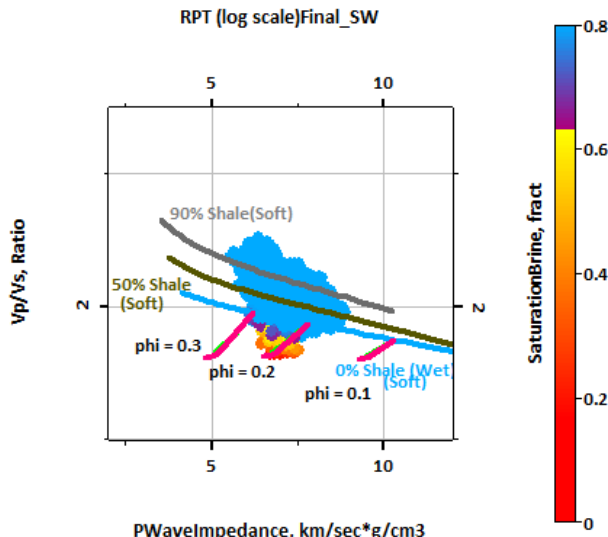 RPT (log scale)Final_SW
5 10
90% Shale(Soft)
50% Shale
(Soft)
2 2
phi = 0.3
phi = 0.2
0% Shale (Wet)
(Soft)
phi = 0.1
5 10
Vp/Vs, Ratio
PWaveImpedance, km/sec*g/cm3
SaturationBrine, fract
0.8
0.6
0.4
0.2
0